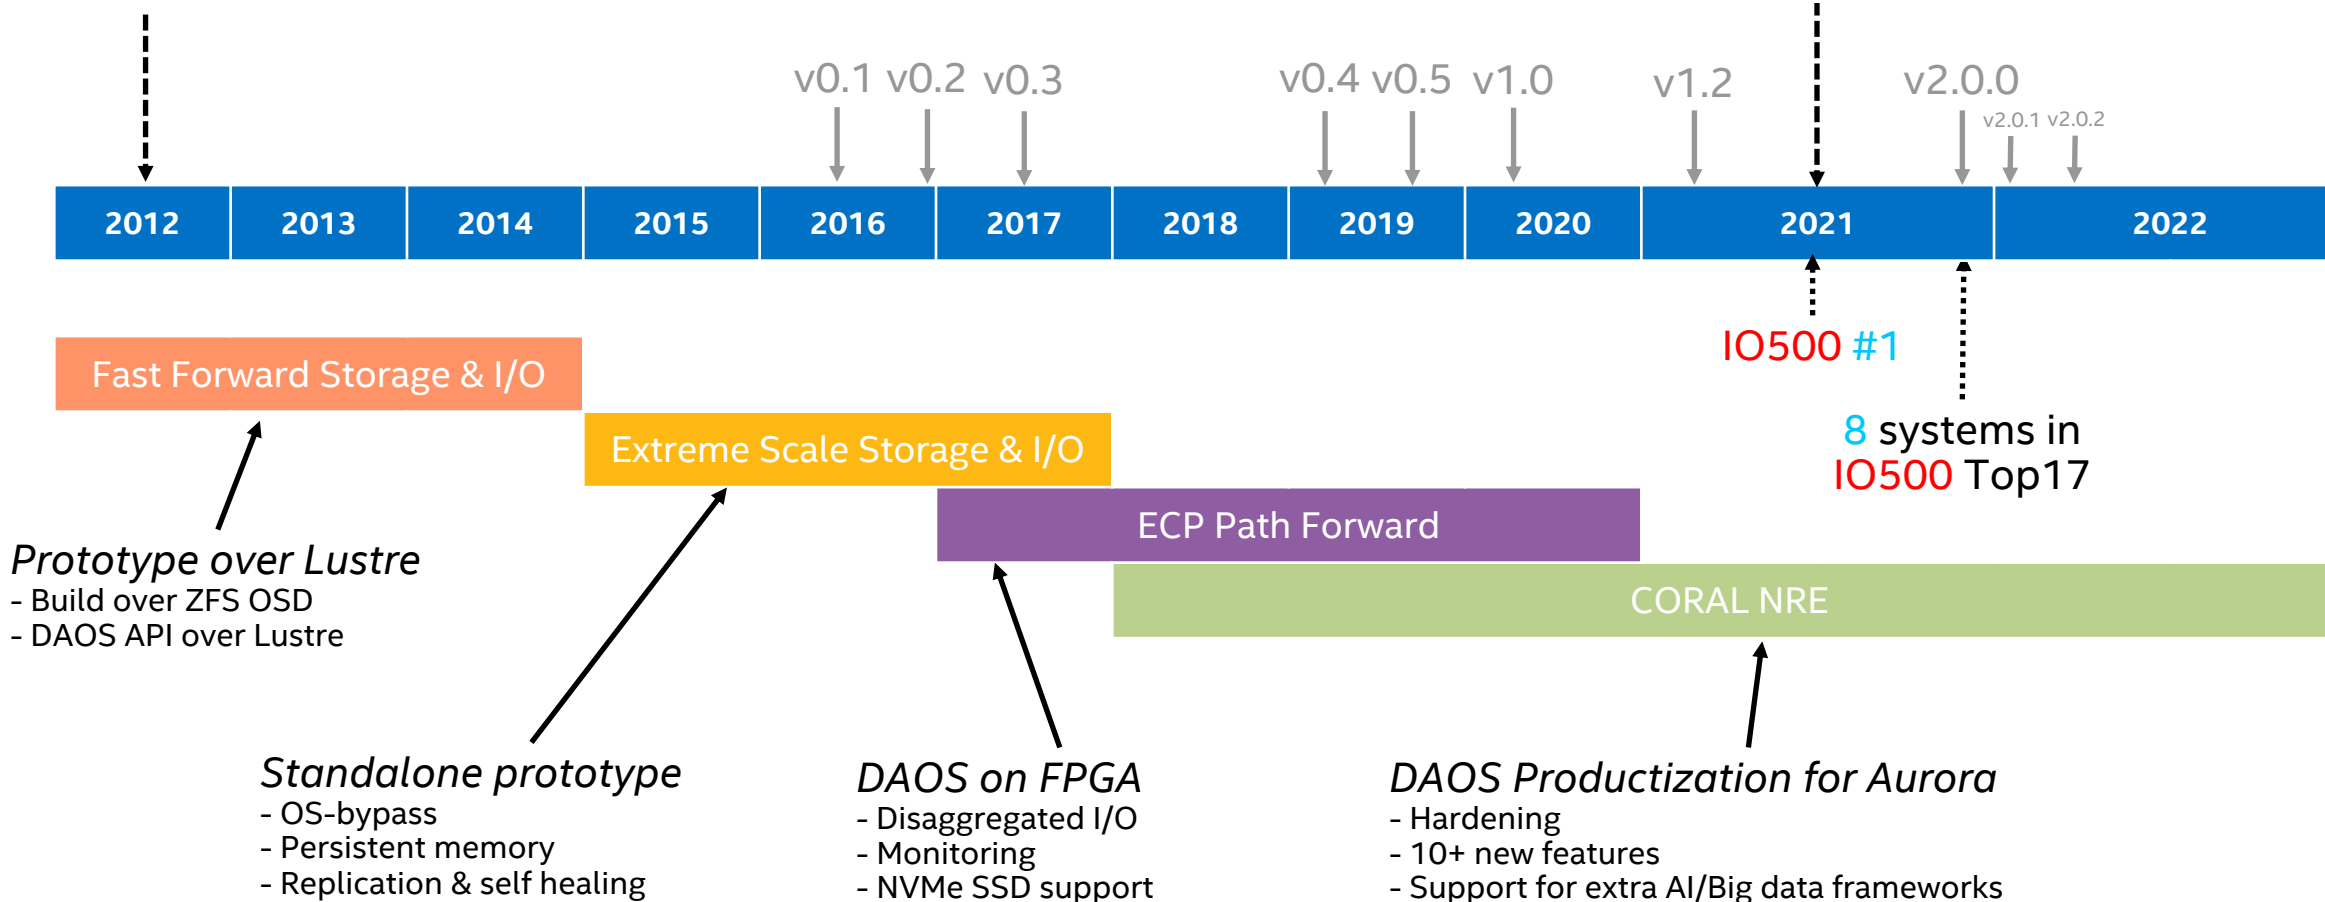 v0.1 v0.2 v0.3 v0.4 v0.5 v1.0 v1.2 v2.0.0
v2.0.1 v2.0.2
2012 2013 2014 2015 2016 2017 2018 2019 2020 2021 2022
IO500 #1
Fast Forward Storage & I/O
8 systems in
IO500 Top17
Extreme Scale Storage & I/O
ECP Path Forward
CORAL NRE
Prototype over Lustre
- Build over ZFS OSD
- DAOS API over Lustre
Standalone prototype
- OS-bypass
- Persistent memory
- Replication & self healing
DAOS on FPGA
- Disaggregated I/O
- Monitoring
- NVMe SSD support
DAOS Productization for Aurora
- Hardening
- 10+ new features
- Support for extra AI/Big data frameworks